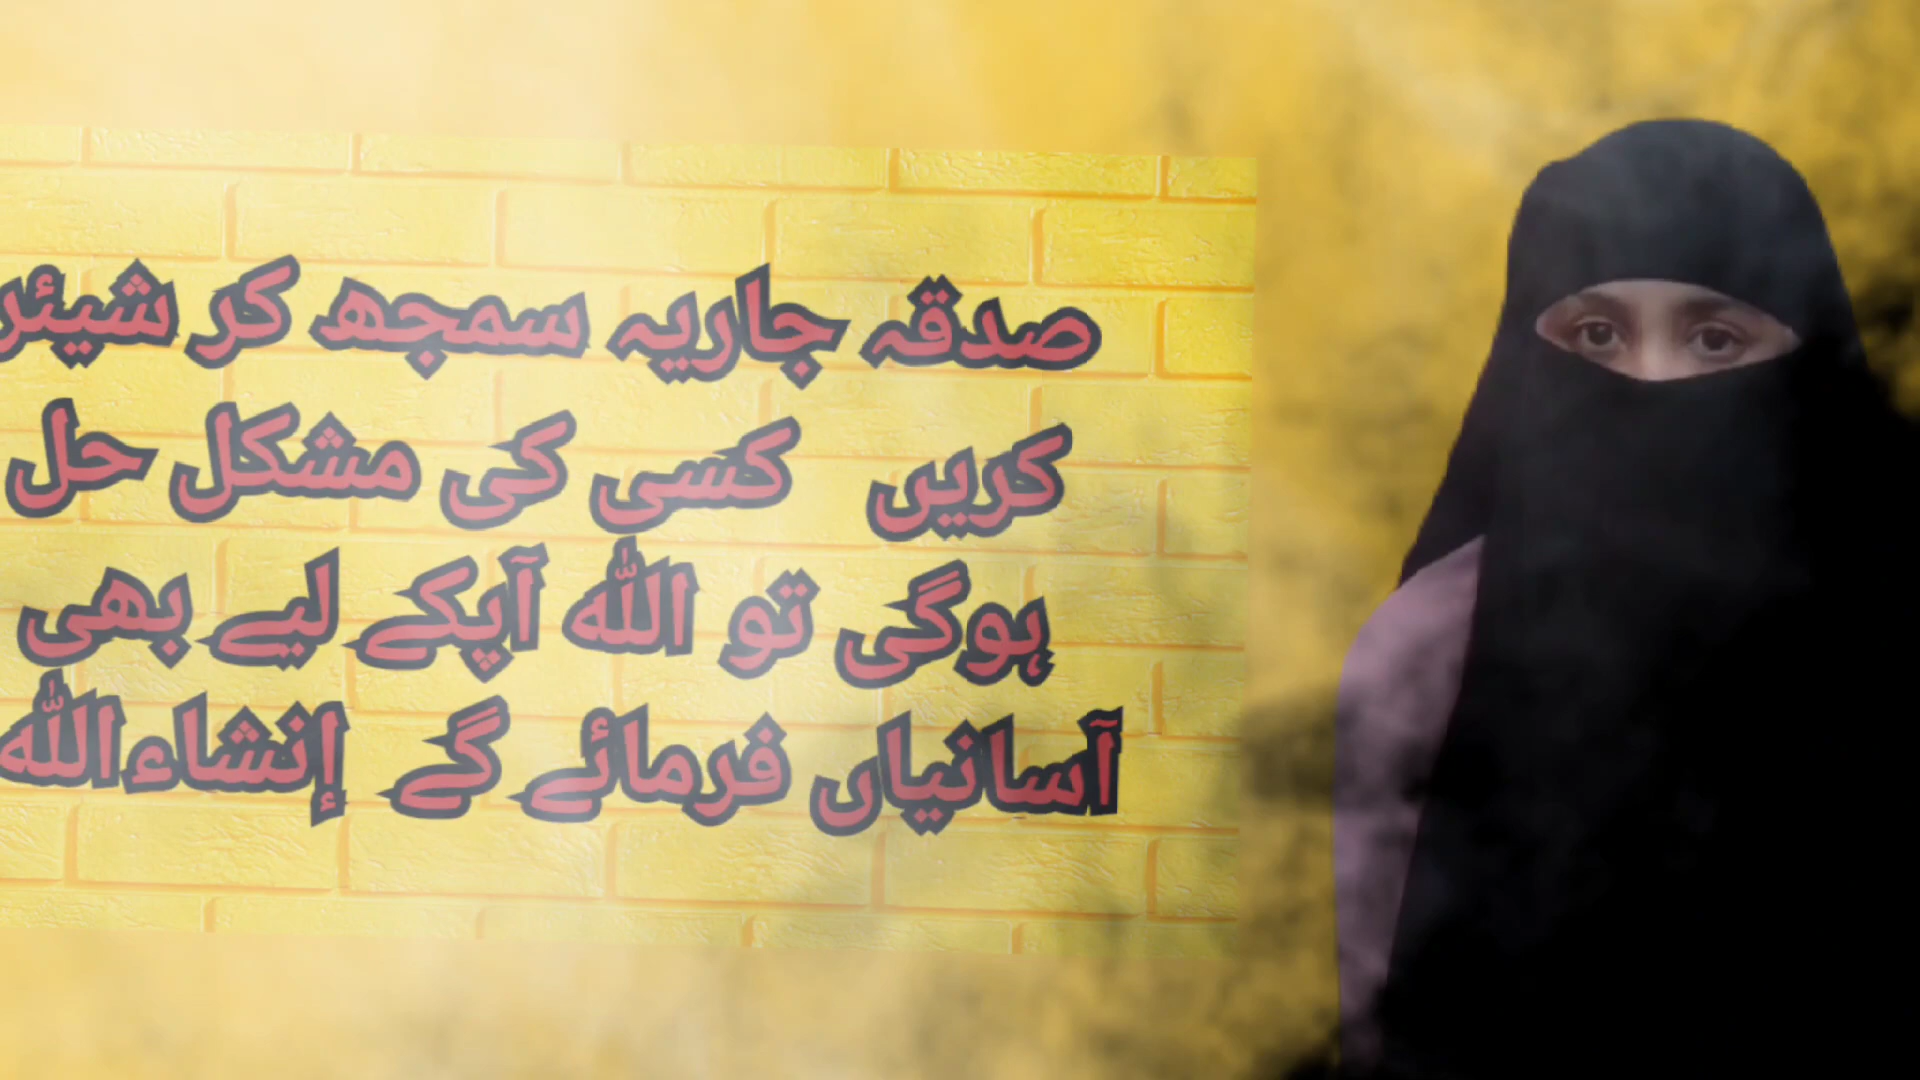 صدقہ جاریہ سمجھ کر شیئر
کریں کسی کی مشکل حل
ہوگی تو اللہ آپکے لیے بھی
آسانیاں فرمائے گے إنشاءاللہ